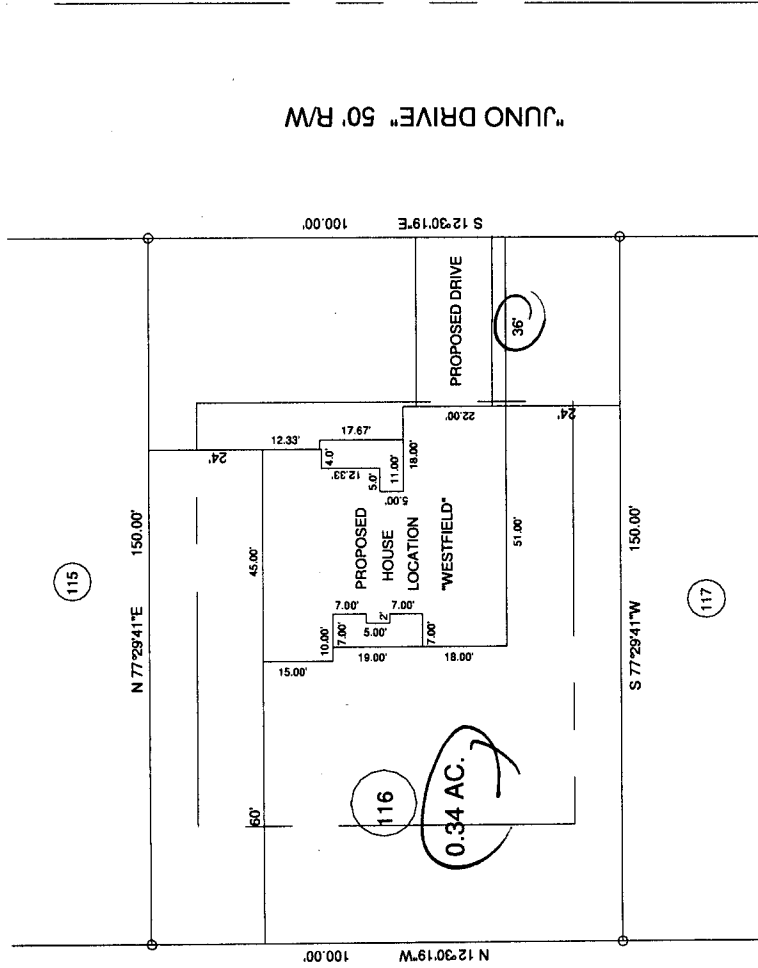 "JUNO DRIVE" 50' R/W
S 12°30'19"E 100.00'
N 77°29'41"E 150.00'
115
24'
12.33'
17.67'
4.0'
12.33'
5.0'
11.00'
5.00'
18.00'
22.00'
24'
PROPOSED DRIVE
36'
45.00'
PROPOSED
HOUSE
LOCATION
"WESTFIELD"
7.00'
2'
7.00'
5.00'
10.00'
7.00'
7.00'
15.00'
19.00'
18.00'
51.00'
60'
116
0.34 AC.
S 77°29'41"W 150.00'
117
N 12°30'19"W 100.00'